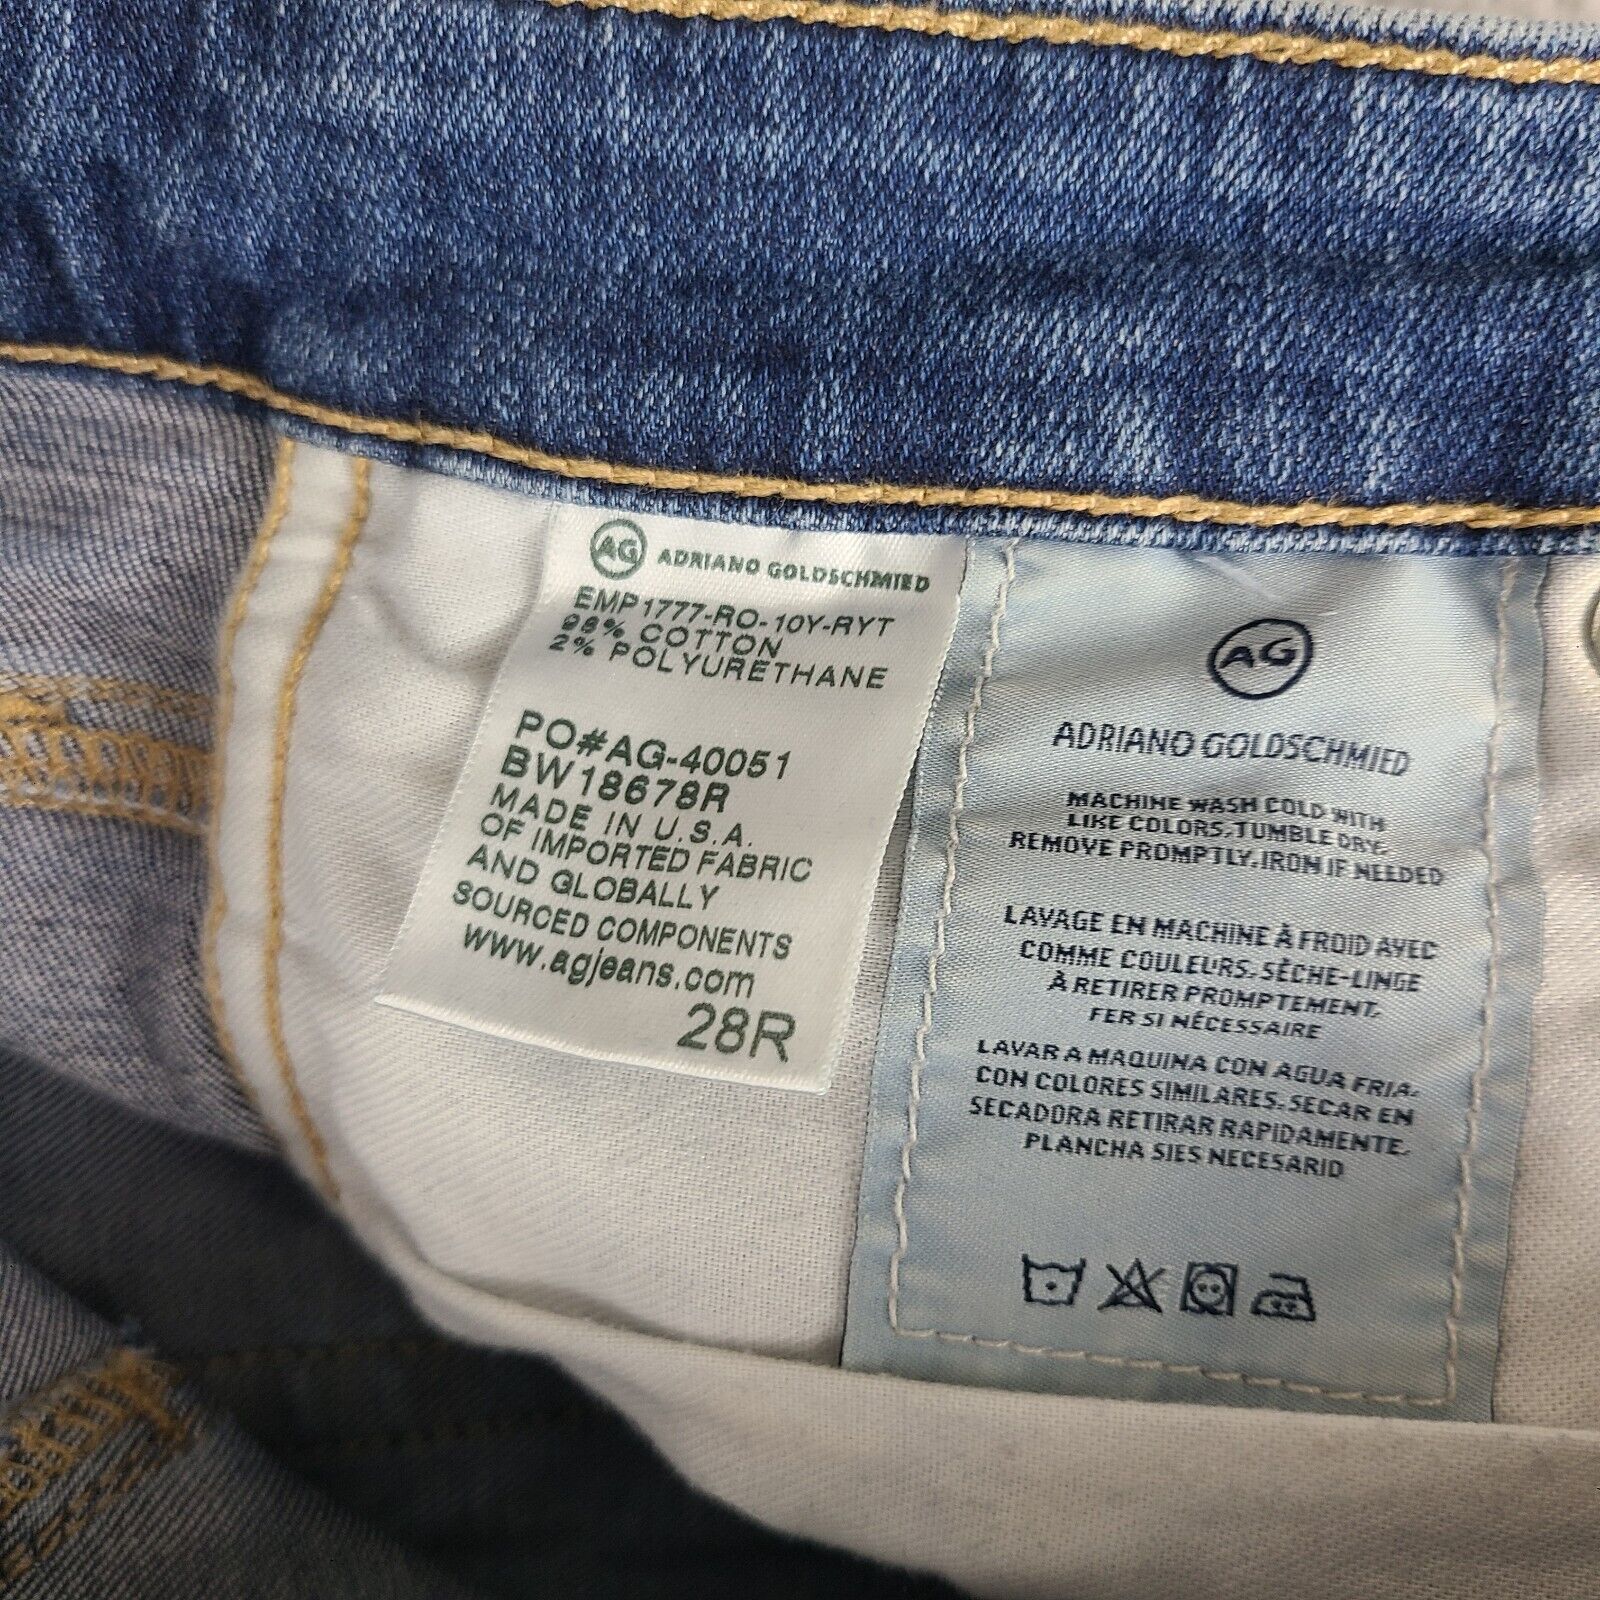 AG ADRIANO GOLDSCHMIED
EMP1777-RO-10Y-RYT
98% COTTON
2% POLYURETHANE
PO#AG-40051
BW18678R
MADE IN U.S.A.
OF IMPORTED FABRIC
AND GLOBALLY
SOURCED COMPONENTS
www.agjeans.com
28R
AG
ADRIANO GOLDSCHMIED
MACHINE WASH COLD WITH
LIKE COLORS. TUMBLE DRY.
REMOVE PROMPTLY. IRON IF NEEDED
LAVAGE EN MACHINE À FROID AVEC
COMME COULEURS. SÈCHE-LINGE
À RETIRER PROMPTEMENT.
FER SI NÉCESSAIRE
LAVAR A MAQUINA CON AGUA FRIA.
CON COLORES SIMILARES. SECAR EN
SECADORA RETIRAR RAPIDAMENTE.
PLANCHA SIES NECESARIO